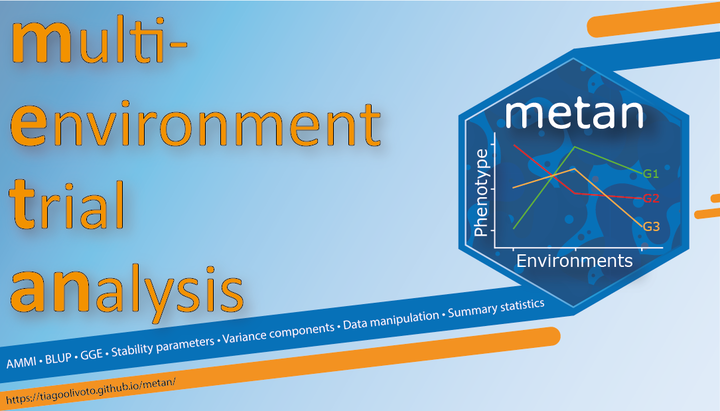 multi-
environment
trial
analysis
metan
Phenotype
G1
G2
G3
Environments
AMMI • BLUP • GGE • Stability parameters • Variance components • Data manipulation • Summary statistics
https://tiagoolivoto.github.io/metan/